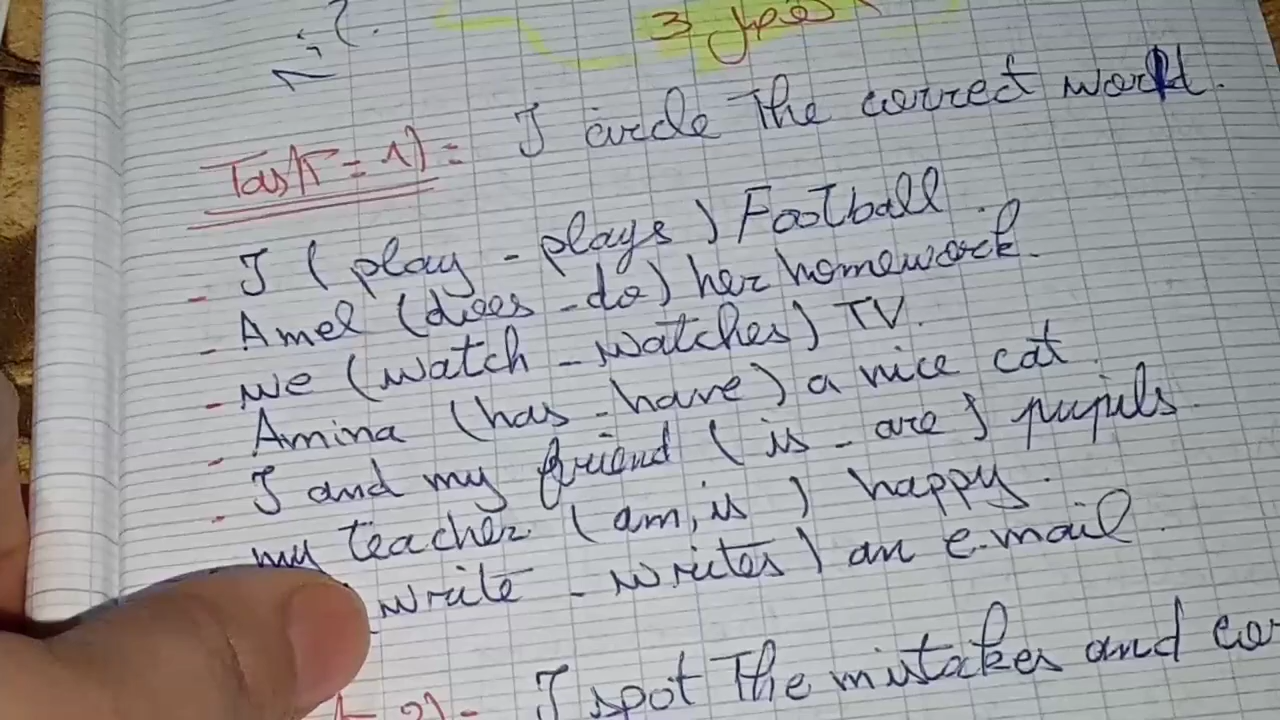 3
Task = 1) = I circle The correct word.
- I ( play - plays ) Football.
- Amel (does - do) her homework.
- we (watch - watches) TV.
- Amina (has - have) a nice cat.
- I and my friend ( is - are ) pupils.
my teacher (am, is ) happy.
write - writes) an e.mail.
2) = I spot The mistakes and